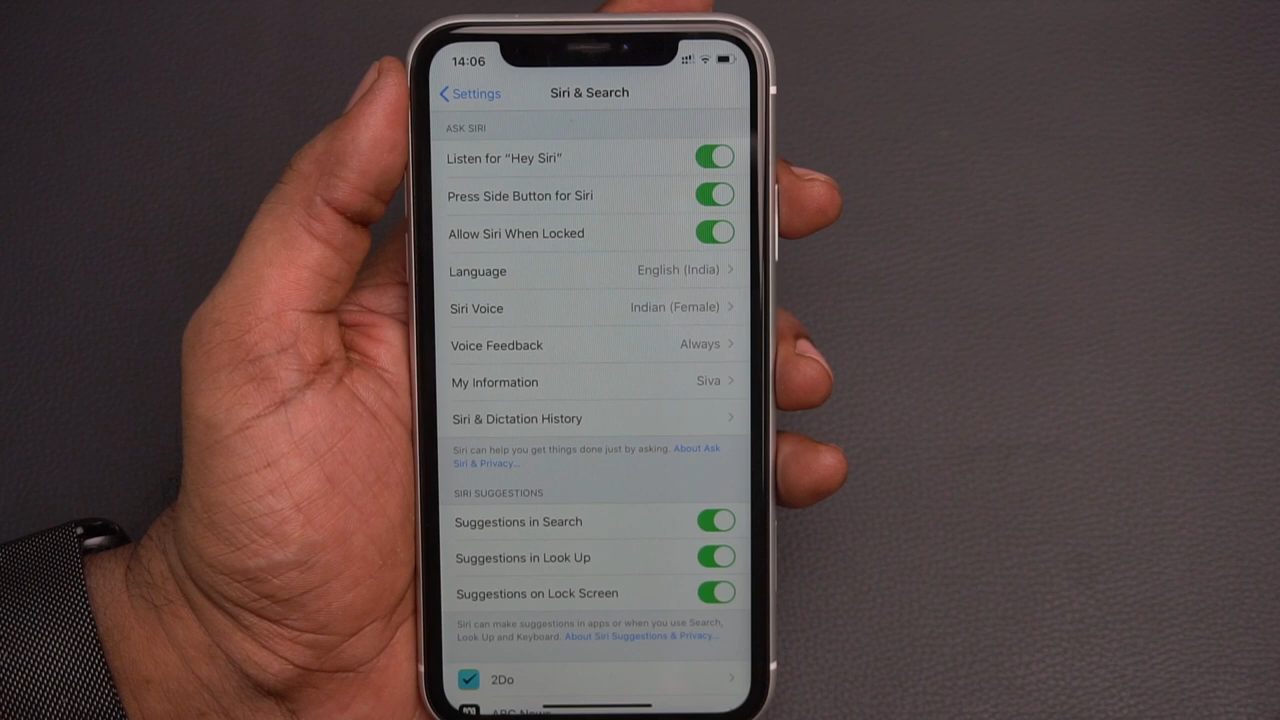 14:06
Settings
Siri & Search
ASK SIRI
Listen for “Hey Siri”
Press Side Button for Siri
Allow Siri When Locked
Language English (India)
Siri Voice Indian (Female)
Voice Feedback Always
My Information Siva
Siri & Dictation History
Siri can help you get things done just by asking. About Ask
Siri & Privacy...
SIRI SUGGESTIONS
Suggestions in Search
Suggestions in Look Up
Suggestions on Lock Screen
Siri can make suggestions in apps or when you use Search,
Look Up and Keyboard. About Siri Suggestions & Privacy...
2Do
ABC News